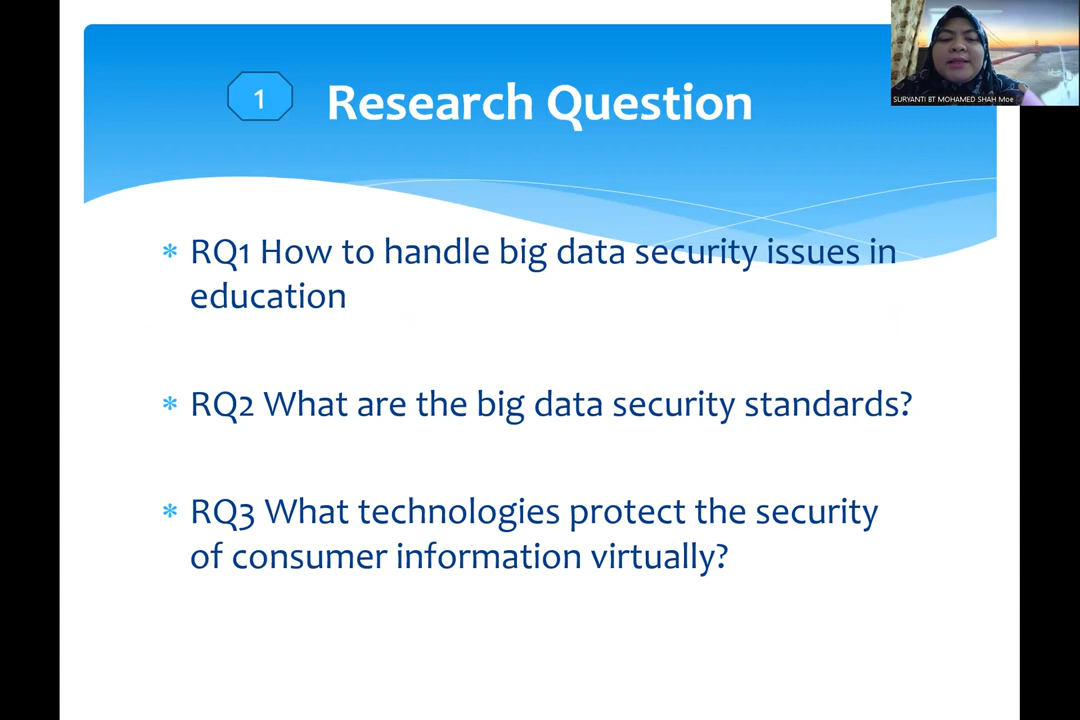 1
Research Question
SURYANTI BT MOHAMED SHAH Moe
* RQ1 How to handle big data security issues in
education
* RQ2 What are the big data security standards?
* RQ3 What technologies protect the security
of consumer information virtually?